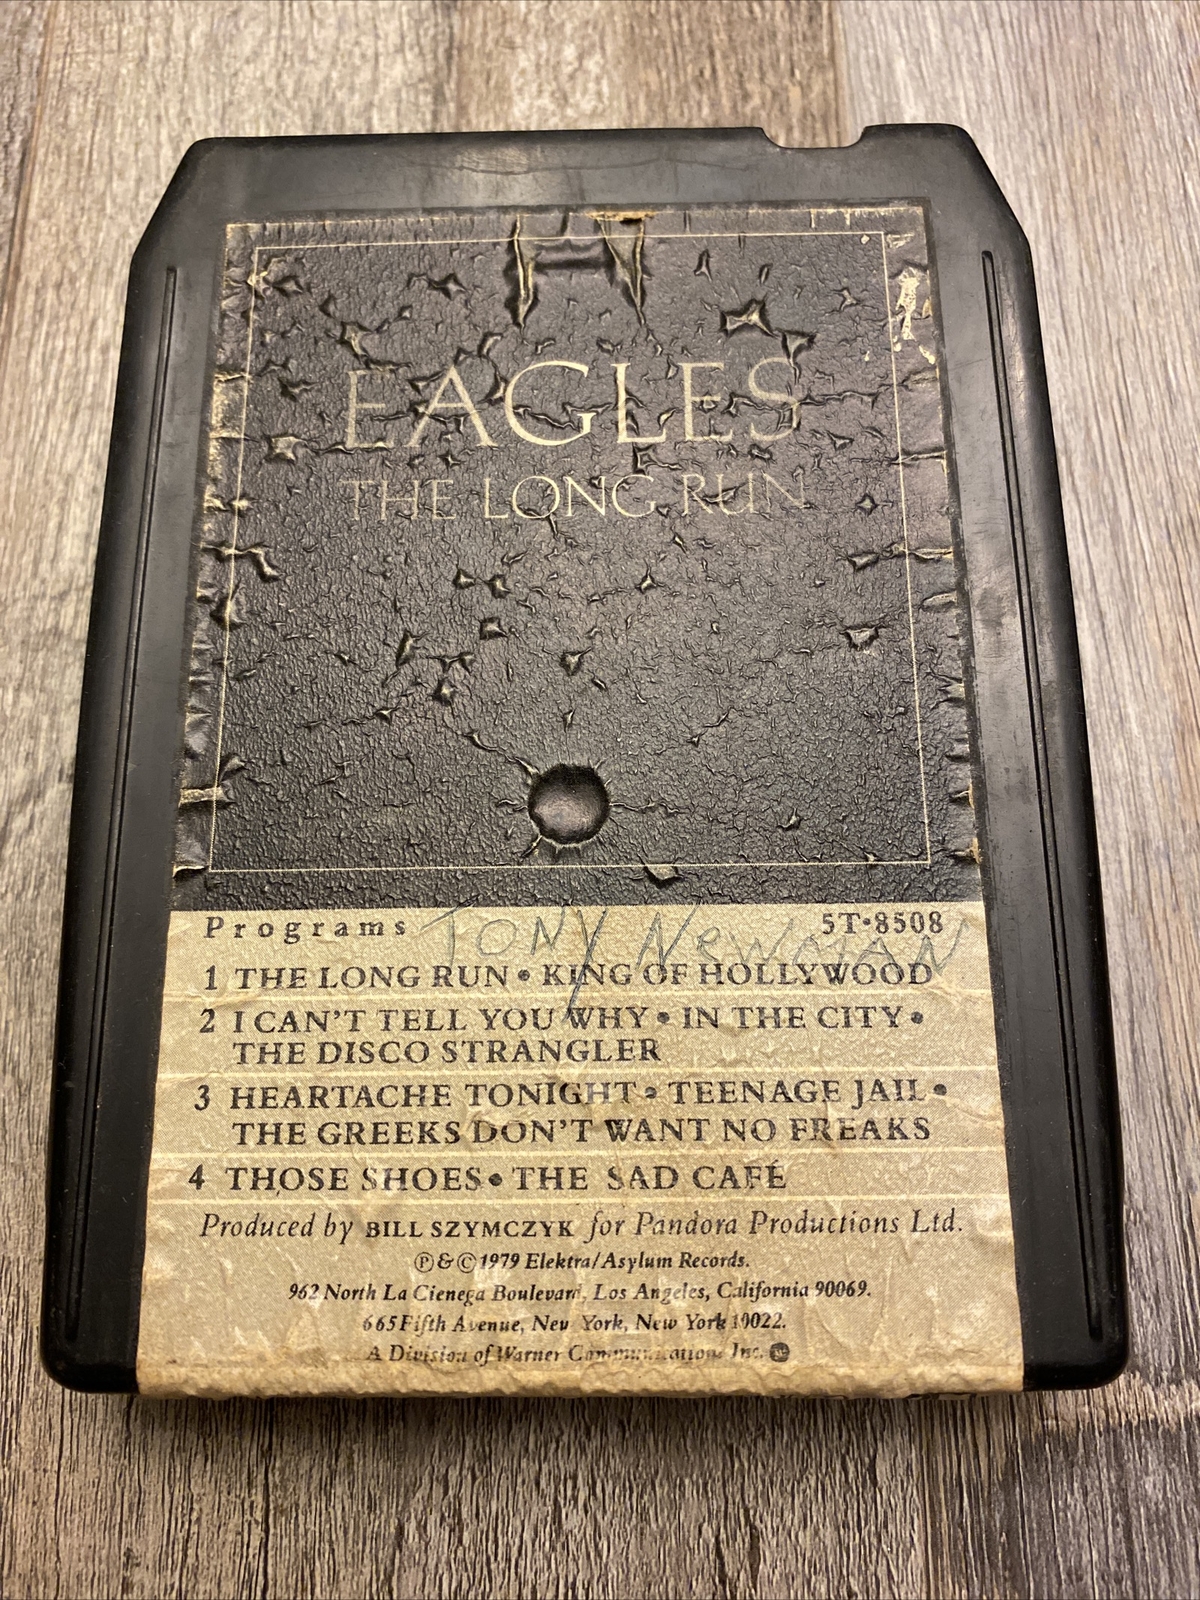 EAGLES
THE LONG RUN
Programs
5T•8508
TONY NEWMAN
1 THE LONG RUN • KING OF HOLLYWOOD
2 I CAN'T TELL YOU WHY • IN THE CITY •
THE DISCO STRANGLER
3 HEARTACHE TONIGHT • TEENAGE JAIL •
THE GREEKS DON'T WANT NO FREAKS
4 THOSE SHOES • THE SAD CAFÉ
Produced by BILL SZYMCZYK for Pandora Productions Ltd.
Ⓟ&Ⓒ1979 Elektra/Asylum Records.
962 North La Cienega Boulevard, Los Angeles, California 90069.
665 Fifth Avenue, New York, New York 10022.
A Division of Warner Communications Inc.